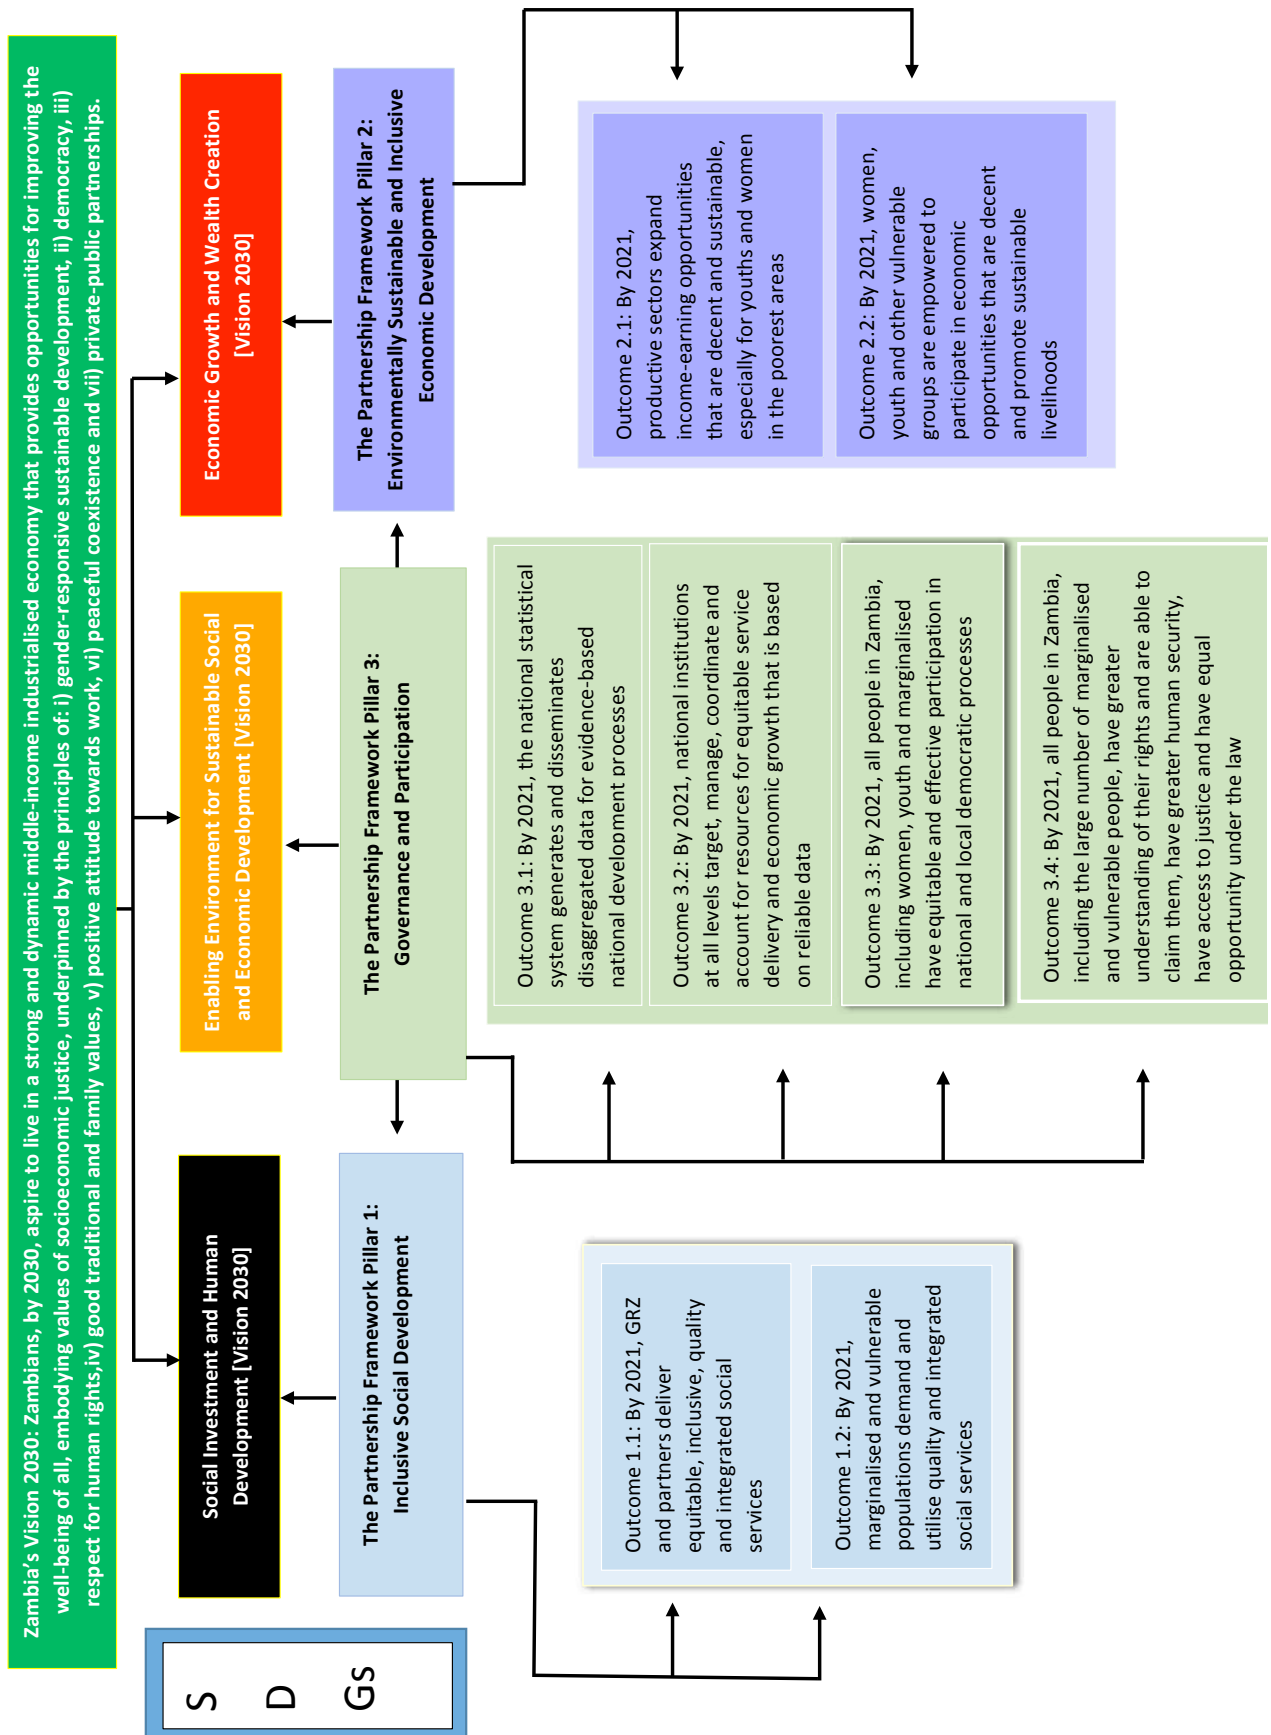 Zambia's Vision 2030: Zambians, by 2030, aspire to live in a strong and dynamic middle-income industrialised economy that provides opportunities for improving the
well-being of all, embodying values of socioeconomic justice, underpinned by the principles of: i) gender-responsive sustainable development, ii) democracy, iii)
respect for human rights,iv) good traditional and family values, v) positive attitude towards work, vi) peaceful coexistence and vii) private-public partnerships.
S
D
Gs
Social Investment and Human
Development [Vision 2030]
Enabling Environment for Sustainable Social
and Economic Development [Vision 2030]
Economic Growth and Wealth Creation
[Vision 2030]
The Partnership Framework Pillar 1:
Inclusive Social Development
The Partnership Framework Pillar 3:
Governance and Participation
The Partnership Framework Pillar 2:
Environmentally Sustainable and Inclusive
Economic Development
Outcome 1.1: By 2021, GRZ
and partners deliver
equitable, inclusive, quality
and integrated social
services
Outcome 1.2: By 2021,
marginalised and vulnerable
populations demand and
utilise quality and integrated
social services
Outcome 3.1: By 2021, the national statistical
system generates and disseminates
disaggregated data for evidence-based
national development processes
Outcome 3.2: By 2021, national institutions
at all levels target, manage, coordinate and
account for resources for equitable service
delivery and economic growth that is based
on reliable data
Outcome 3.3: By 2021, all people in Zambia,
including women, youth and marginalised
have equitable and effective participation in
national and local democratic processes
Outcome 3.4: By 2021, all people in Zambia,
including the large number of marginalised
and vulnerable people, have greater
understanding of their rights and are able to
claim them, have greater human security,
have access to justice and have equal
opportunity under the law
Outcome 2.1: By 2021,
productive sectors expand
income-earning opportunities
that are decent and sustainable,
especially for youths and women
in the poorest areas
Outcome 2.2: By 2021, women,
youth and other vulnerable
groups are empowered to
participate in economic
opportunities that are decent
and promote sustainable
livelihoods